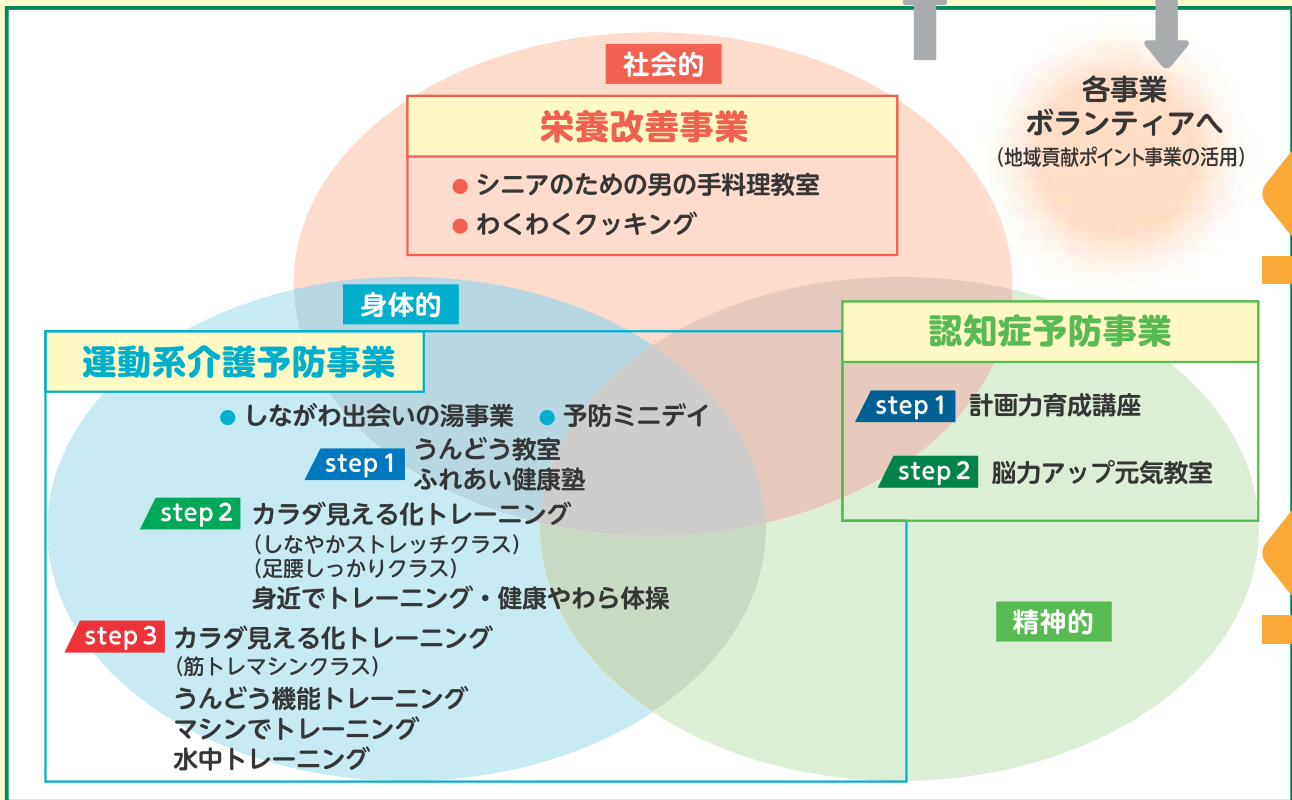 社会的
栄養改善事業
● シニアのための男の手料理教室
● わくわくクッキング
各事業
ボランティアへ
(地域貢献ポイント事業の活用)
身体的
運動系介護予防事業
● しながわ出会いの湯事業 ● 予防ミニデイ
step 1 うんどう教室
ふれあい健康塾
step 2 カラダ見える化トレーニング
(しなやかストレッチクラス)
(足腰しっかりクラス)
身近でトレーニング・健康やわら体操
step 3 カラダ見える化トレーニング
(筋トレマシンクラス)
うんどう機能トレーニング
マシンでトレーニング
水中トレーニング
認知症予防事業
step 1 計画力育成講座
step 2 脳力アップ元気教室
精神的